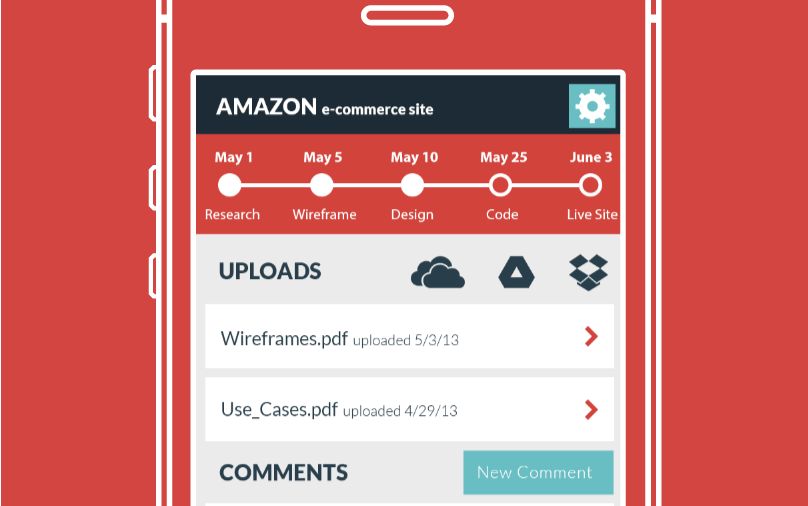 AMAZON e-commerce site
May 1 May 5 May 10 May 25 June 3
Research Wireframe Design Code Live Site
UPLOADS
Wireframes.pdf uploaded 5/3/13
Use_Cases.pdf uploaded 4/29/13
COMMENTS New Comment